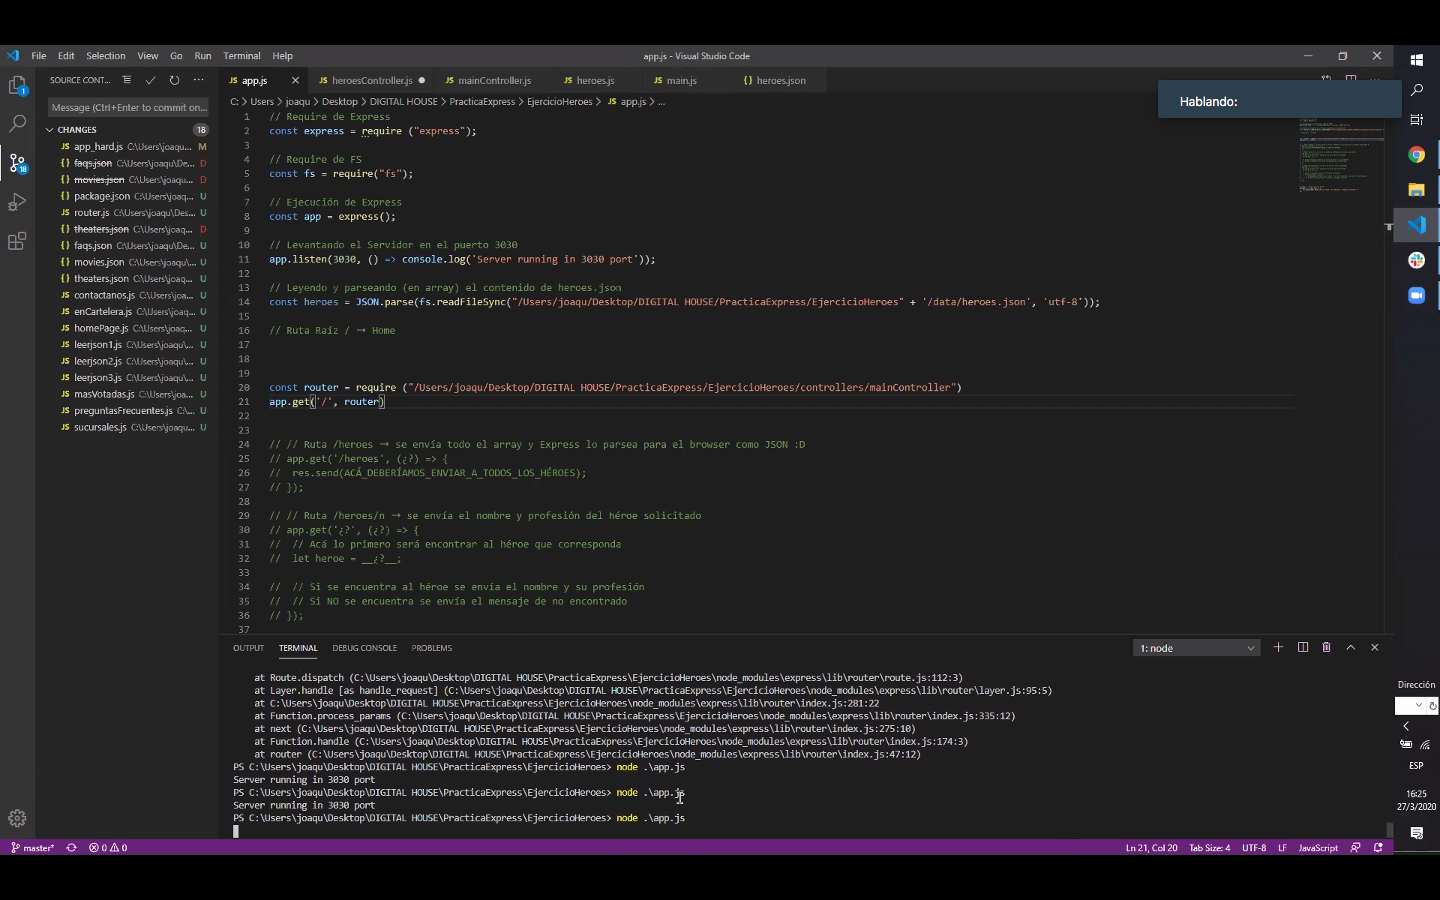 File Edit Selection View Go Run Terminal Help
app.js - Visual Studio Code
SOURCE CONT...
app.js
heroesController.js
mainController.js
heroes.js
main.js
heroes.json
Hablando:
Message (Ctrl+Enter to commit on...
C: > Users > joaqu > Desktop > DIGITAL HOUSE > PracticaExpress > EjercicioHeroes > JS app.js > ...
CHANGES 18
app_hard.js C:\Users\joaqu... M
faqs.json C:\Users\joaqu\De... D
movies.json C:\Users\joaqu... D
package.json C:\Users\joaqu... U
router.js C:\Users\joaqu\Des... U
theaters.json C:\Users\joaqu... D
faqs.json C:\Users\joaqu\De... U
movies.json C:\Users\joaqu... U
theaters.json C:\Users\joaqu... U
contactanos.js C:\Users\joaq... U
enCartelera.js C:\Users\joaq... U
homePage.js C:\Users\joaq... U
leerjson1.js C:\Users\joaqu\... U
leerjson2.js C:\Users\joaqu\... U
leerjson3.js C:\Users\joaqu\... U
masVotadas.js C:\Users\joa... U
preguntasFrecuentes.js C:\... U
sucursales.js C:\Users\joaqu... U
1 // Require de Express
2 const express = require ("express");
3
4 // Require de FS
5 const fs = require("fs");
6
7 // Ejecución de Express
8 const app = express();
9
10 // Levantando el Servidor en el puerto 3030
11 app.listen(3030, () => console.log('Server running in 3030 port'));
12
13 // Leyendo y parseando (en array) el contenido de heroes.json
14 const heroes = JSON.parse(fs.readFileSync("/Users/joaqu/Desktop/DIGITAL HOUSE/PracticaExpress/EjercicioHeroes" + '/data/heroes.json', 'utf-8'));
15
16 // Ruta Raíz / → Home
17
18
19
20 const router = require ("/Users/joaqu/Desktop/DIGITAL HOUSE/PracticaExpress/EjercicioHeroes/controllers/mainController")
21 app.get('/', router)
22
23
24 // // Ruta /heroes → se envía todo el array y Express lo parsea para el browser como JSON :D
25 // app.get('/heroes', (¿?) => {
26 // res.send(ACÁ_DEBERÍAMOS_ENVIAR_A_TODOS_LOS_HÉROES);
27 // });
28
29 // // Ruta /heroes/n → se envía el nombre y profesión del héroe solicitado
30 // app.get('¿?', (¿?) => {
31 // // Acá lo primero será encontrar al héroe que corresponda
32 // let heroe = __¿?__;
33
34 // // Si se encuentra al héroe se envía el nombre y su profesión
35 // // Si NO se encuentra se envía el mensaje de no encontrado
36 // });
37
OUTPUT TERMINAL DEBUG CONSOLE PROBLEMS
1: node
at Route.dispatch (C:\Users\joaqu\Desktop\DIGITAL HOUSE\PracticaExpress\EjercicioHeroes\node_modules\express\lib\router\route.js:112:3)
at Layer.handle [as handle_request] (C:\Users\joaqu\Desktop\DIGITAL HOUSE\PracticaExpress\EjercicioHeroes\node_modules\express\lib\router\layer.js:95:5)
at C:\Users\joaqu\Desktop\DIGITAL HOUSE\PracticaExpress\EjercicioHeroes\node_modules\express\lib\router\index.js:281:22
at Function.process_params (C:\Users\joaqu\Desktop\DIGITAL HOUSE\PracticaExpress\EjercicioHeroes\node_modules\express\lib\router\index.js:335:12)
at next (C:\Users\joaqu\Desktop\DIGITAL HOUSE\PracticaExpress\EjercicioHeroes\node_modules\express\lib\router\index.js:275:10)
at Function.handle (C:\Users\joaqu\Desktop\DIGITAL HOUSE\PracticaExpress\EjercicioHeroes\node_modules\express\lib\router\index.js:174:3)
at router (C:\Users\joaqu\Desktop\DIGITAL HOUSE\PracticaExpress\EjercicioHeroes\node_modules\express\lib\router\index.js:47:12)
PS C:\Users\joaqu\Desktop\DIGITAL HOUSE\PracticaExpress\EjercicioHeroes> node .\app.js
Server running in 3030 port
PS C:\Users\joaqu\Desktop\DIGITAL HOUSE\PracticaExpress\EjercicioHeroes> node .\app.js
Server running in 3030 port
PS C:\Users\joaqu\Desktop\DIGITAL HOUSE\PracticaExpress\EjercicioHeroes> node .\app.js
Dirección
ESP
16:25
27/3/2020
master* 0 0
Ln 21, Col 20 Tab Size: 4 UTF-8 LF JavaScript